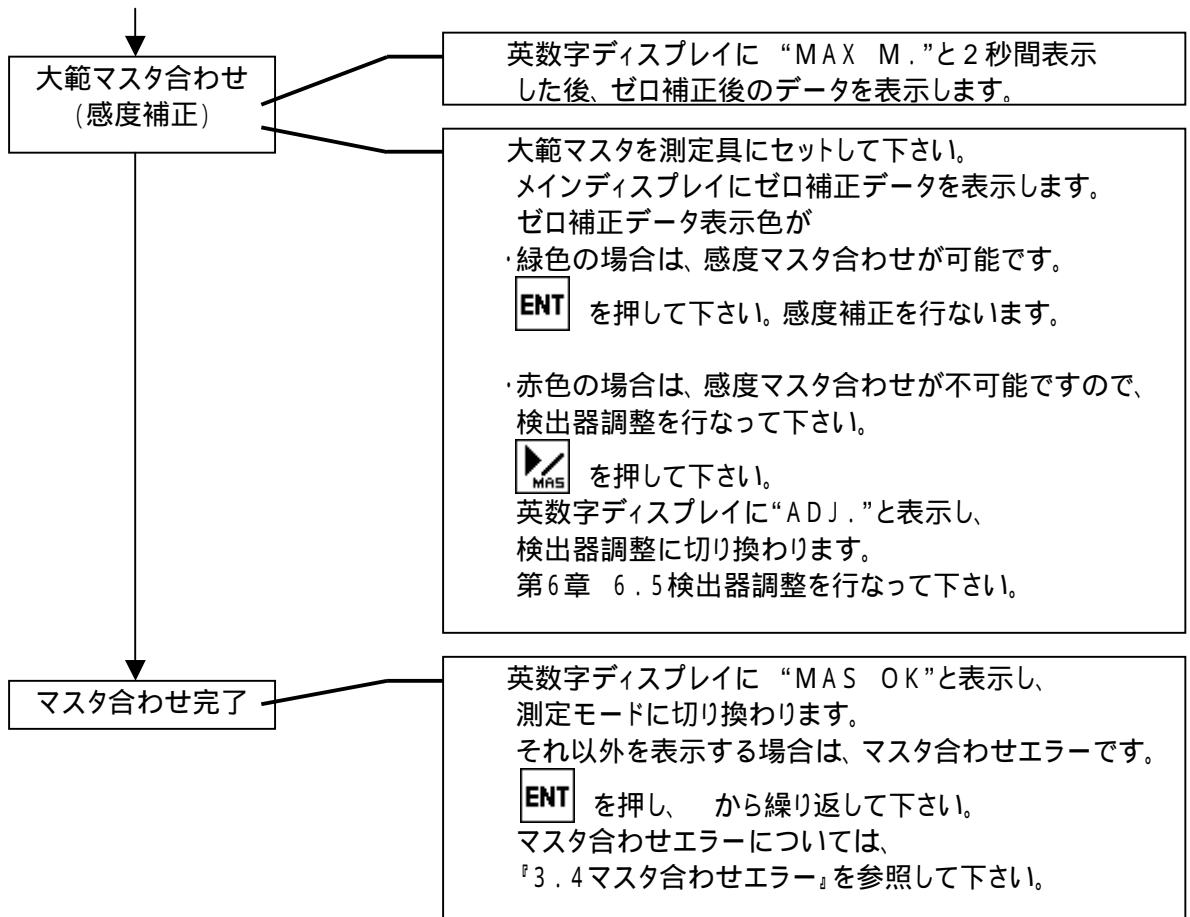 大範マスタ合わせ
(感度補正)
英数字ディスプレイに “MAX M.”と2秒間表示
した後、ゼロ補正後のデータを表示します。
大範マスタを測定具にセットして下さい。
メインディスプレイにゼロ補正データを表示します。
ゼロ補正データ表示色が
・緑色の場合は、感度マスタ合わせが可能です。
ENT を押して下さい。感度補正を行ないます。
・赤色の場合は、感度マスタ合わせが不可能ですので、
検出器調整を行なって下さい。
MAS を押して下さい。
英数字ディスプレイに“ADJ.”と表示し、
検出器調整に切り換わります。
第6章 6.5検出器調整を行なって下さい。
マスタ合わせ完了
英数字ディスプレイに “MAS OK”と表示し、
測定モードに切り換わります。
それ以外を表示する場合は、マスタ合わせエラーです。
ENT を押し、 から繰り返して下さい。
マスタ合わせエラーについては、
『3.4マスタ合わせエラー』を参照して下さい。